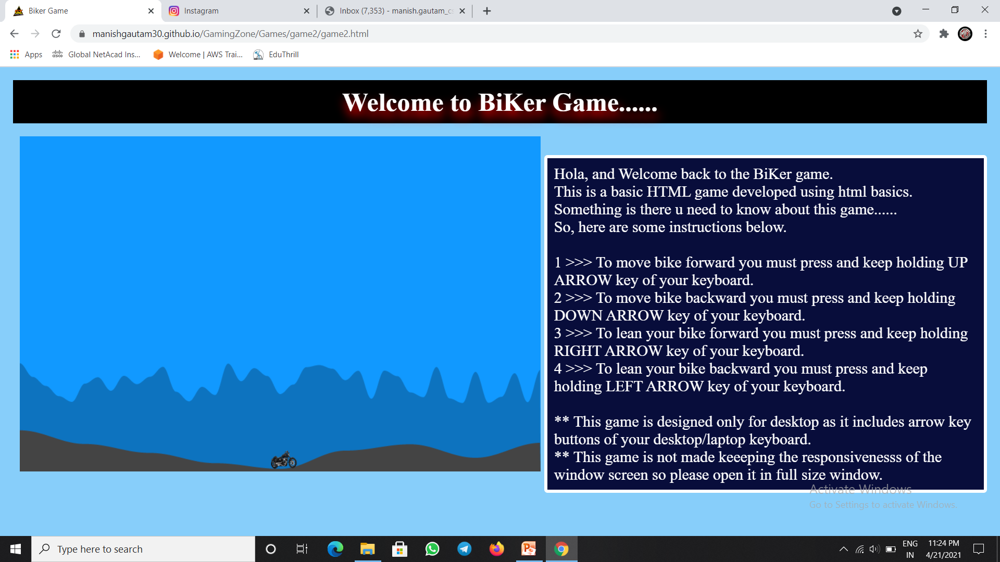 Biker Game
Instagram
Inbox (7,353) - manish.gautam_cs
manishgautam30.github.io/GamingZone/Games/game2/game2.html
Apps
cisco
Global NetAcad Ins...
Welcome | AWS Trai...
EduThrill
Welcome to BiKer Game......
Hola, and Welcome back to the BiKer game.
This is a basic HTML game developed using html basics.
Something is there u need to know about this game......
So, here are some instructions below.
1 >>> To move bike forward you must press and keep holding UP
ARROW key of your keyboard.
2 >>> To move bike backward you must press and keep holding
DOWN ARROW key of your keyboard.
3 >>> To lean your bike forward you must press and keep holding
RIGHT ARROW key of your keyboard.
4 >>> To lean your bike backward you must press and keep
holding LEFT ARROW key of your keyboard.
** This game is designed only for desktop as it includes arrow key
buttons of your desktop/laptop keyboard.
** This game is not made keeeping the responsivenesss of the
window screen so please open it in full size window.
Activate Windows
Go to Settings to activate Windows.
Type here to search
ENG
IN
11:24 PM
4/21/2021